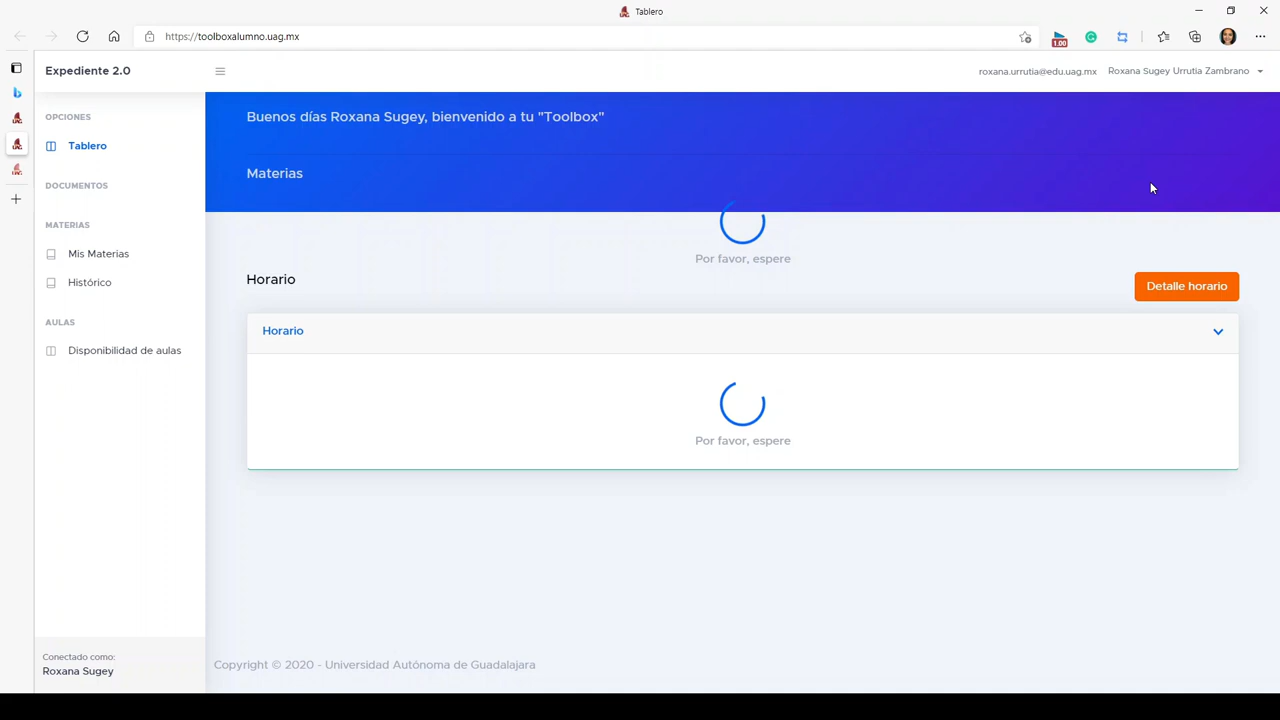 Tablero
https://toolboxalumno.uag.mx
1.00
Expediente 2.0
roxana.urrutia@edu.uag.mx
Roxana Sugey Urrutia Zambrano
OPCIONES
Tablero
DOCUMENTOS
MATERIAS
Mis Materias
Histórico
AULAS
Disponibilidad de aulas
Conectado como:
Roxana Sugey
Buenos días Roxana Sugey, bienvenido a tu "Toolbox"
Materias
Por favor, espere
Horario
Detalle horario
Horario
Por favor, espere
Copyright © 2020 - Universidad Autónoma de Guadalajara